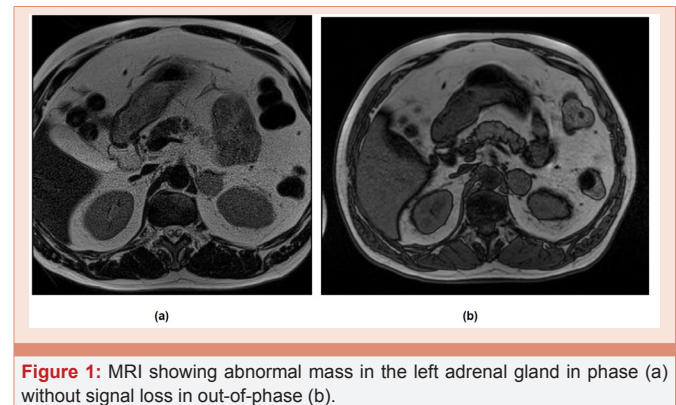 (a) (b)
Figure 1: MRI showing abnormal mass in the left adrenal gland in phase (a)
without signal loss in out-of-phase (b).